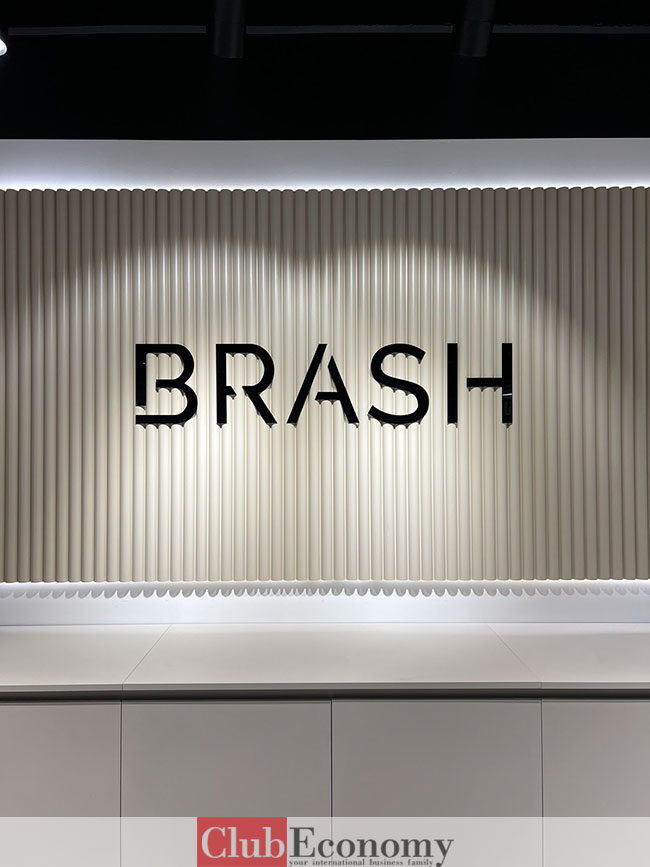 BRASH
ClubEconomy
your international business family